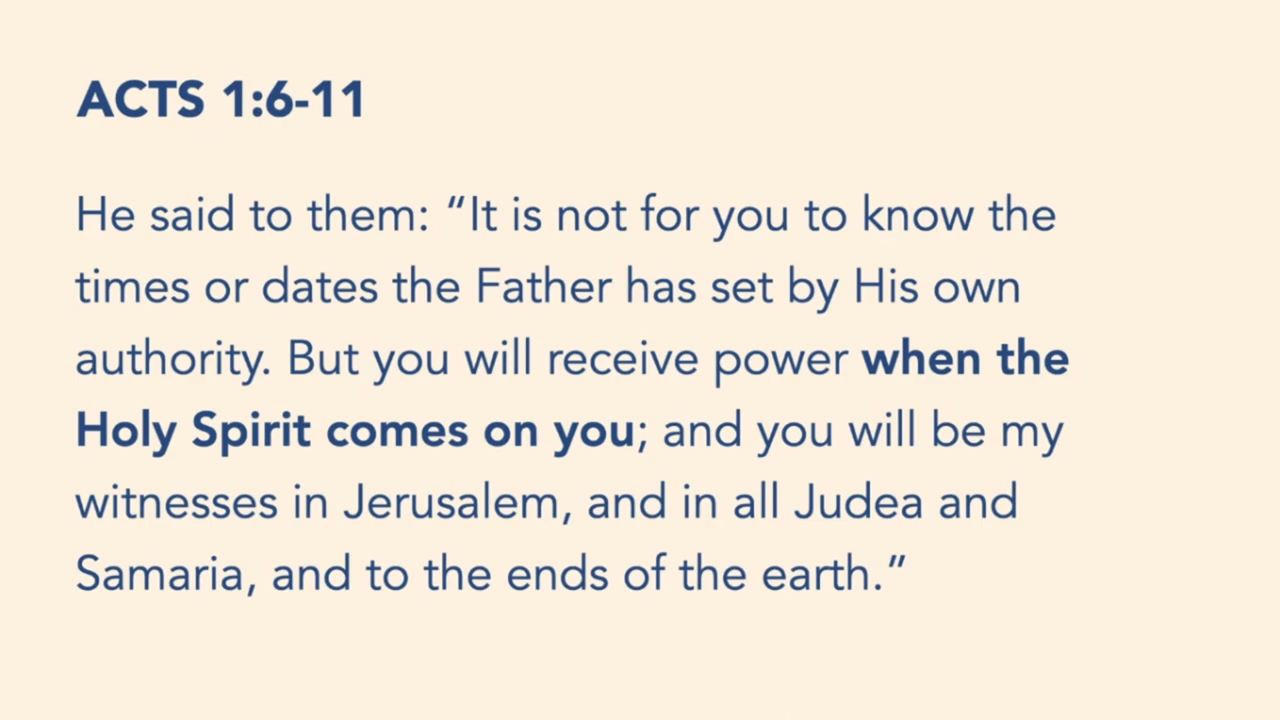 ACTS 1:6-11
He said to them: “It is not for you to know the
times or dates the Father has set by His own
authority. But you will receive power when the
Holy Spirit comes on you; and you will be my
witnesses in Jerusalem, and in all Judea and
Samaria, and to the ends of the earth.”